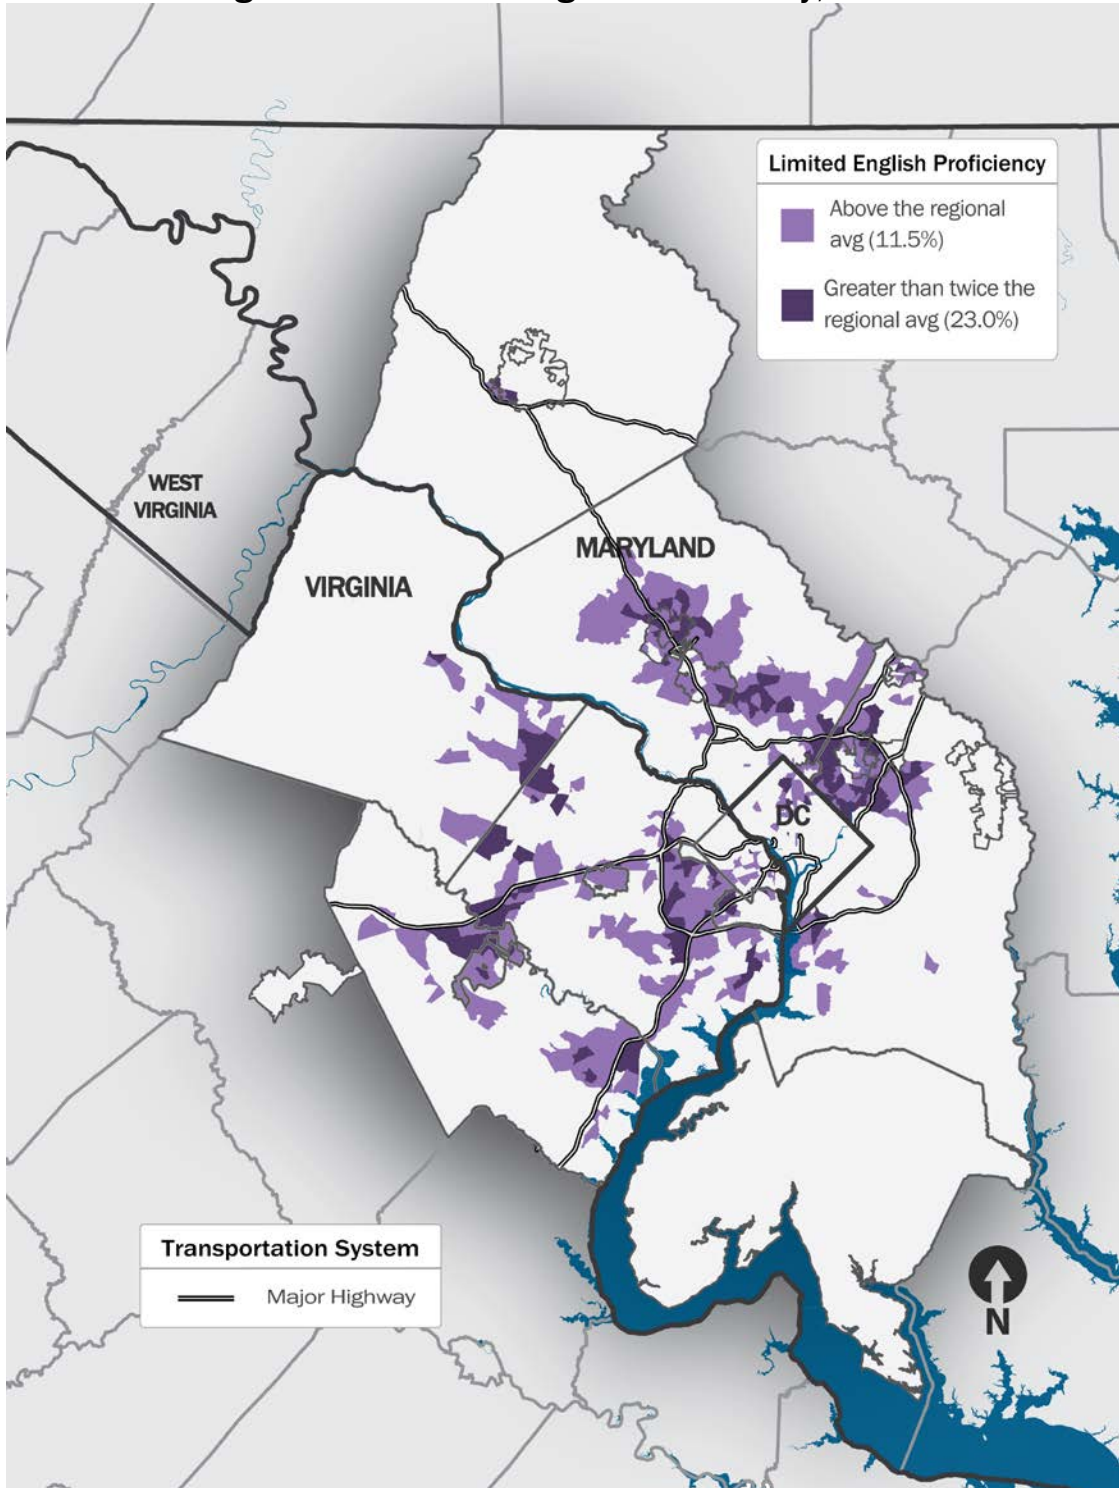 Limited English Proficiency
Above the regional
avg (11.5%)
Greater than twice the
regional avg (23.0%)
WEST
VIRGINIA
MARYLAND
VIRGINIA
DC
Transportation System
Major Highway
N